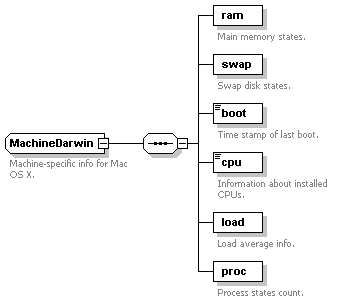 ram
Main memory states.
swap
Swap disk states.
boot
Time stamp of last boot.
MachineDarwin
Machine-specific info for Mac
OS X.
cpu
Information about installed
CPUs.
load
Load average info.
proc
Process states count.